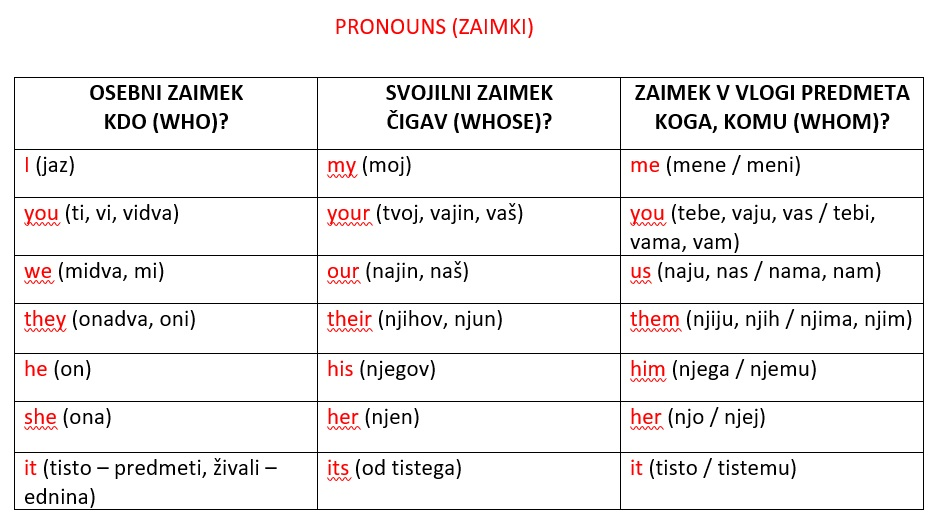 PRONOUNS (ZAIMKI)
OSEBNI ZAIMEK
KDO (WHO)?
SVOJILNI ZAIMEK
ČIGAV (WHOSE)?
ZAIMEK V VLOGI PREDMETA
KOGA, KOMU (WHOM)?
I (jaz)
my (moj)
me (mene / meni)
you (ti, vi, vidva)
your (tvoj, vajin, vaš)
you (tebe, vaju, vas / tebi,
vama, vam)
we (midva, mi)
our (najin, naš)
us (naju, nas / nama, nam)
they (onadva, oni)
their (njihov, njun)
them (njiju, njih / njima, njim)
he (on)
his (njegov)
him (njega / njemu)
she (ona)
her (njen)
her (njo / njej)
it (tisto – predmeti, živali –
ednina)
its (od tistega)
it (tisto / tistemu)